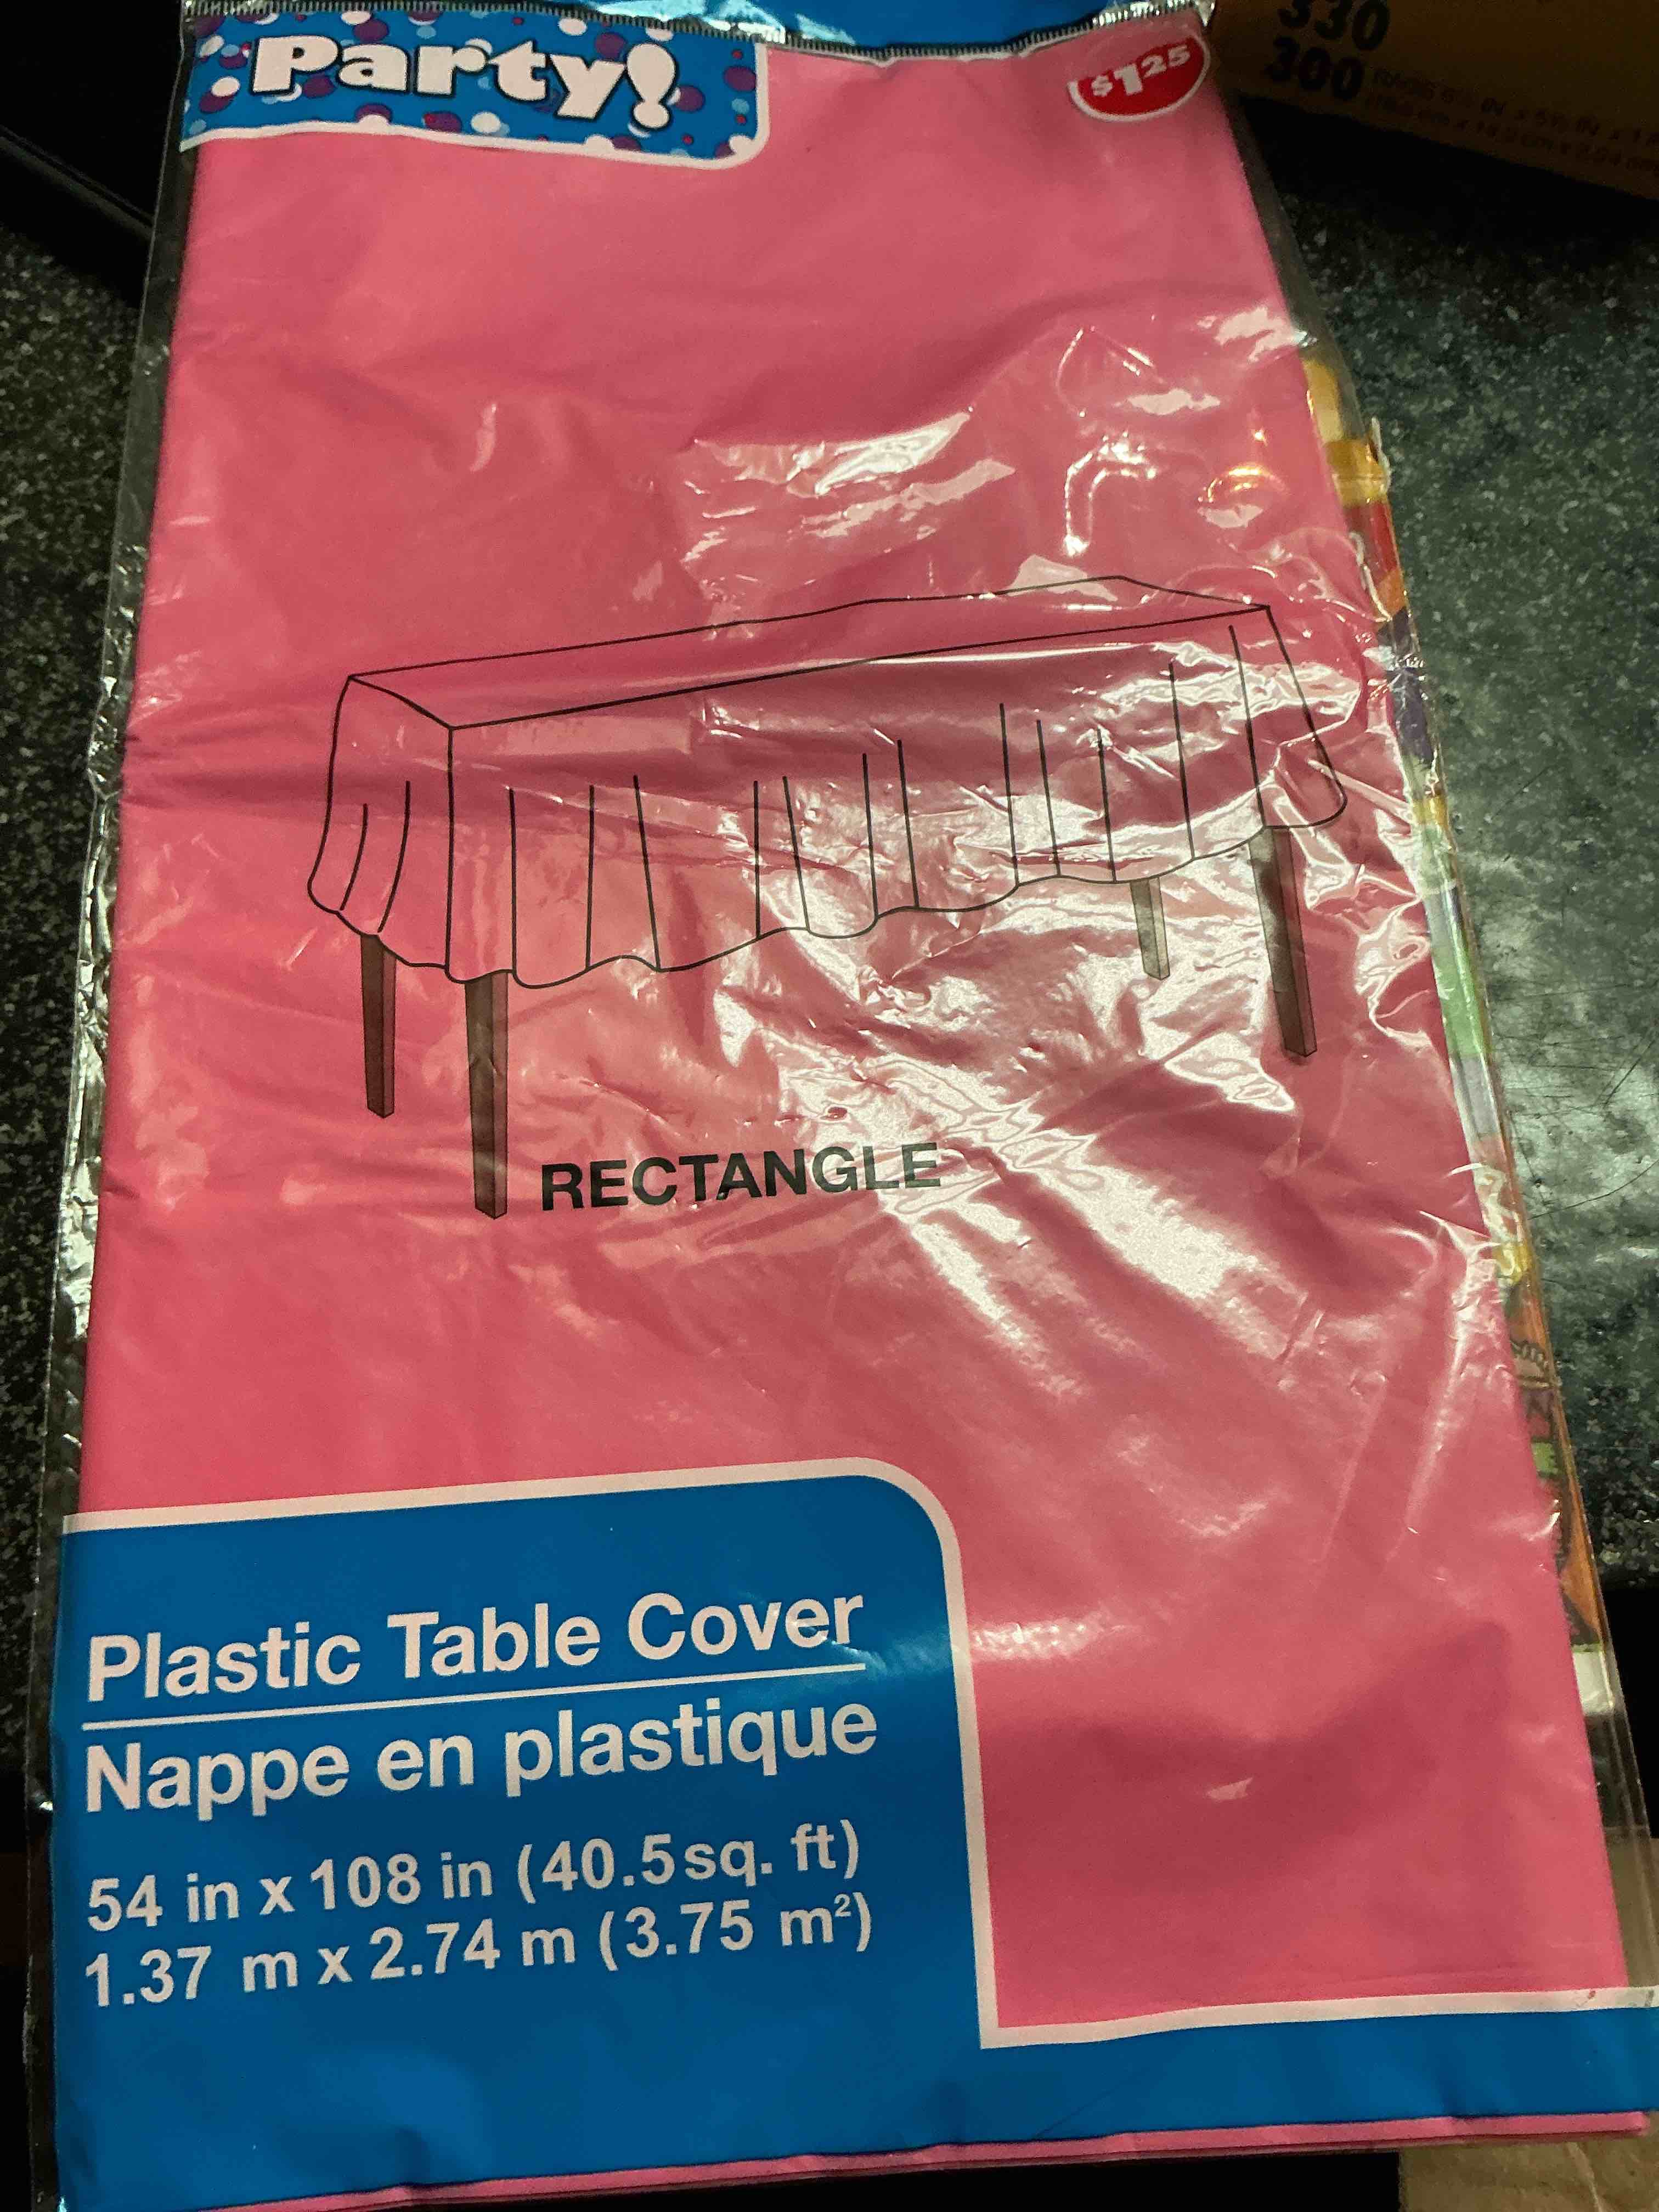 Party!
$1.25
330
300
RECTANGLE
Plastic Table Cover
Nappe en plastique
54 in x 108 in (40.5 sq. ft)
1.37 m x 2.74 m (3.75 m²)